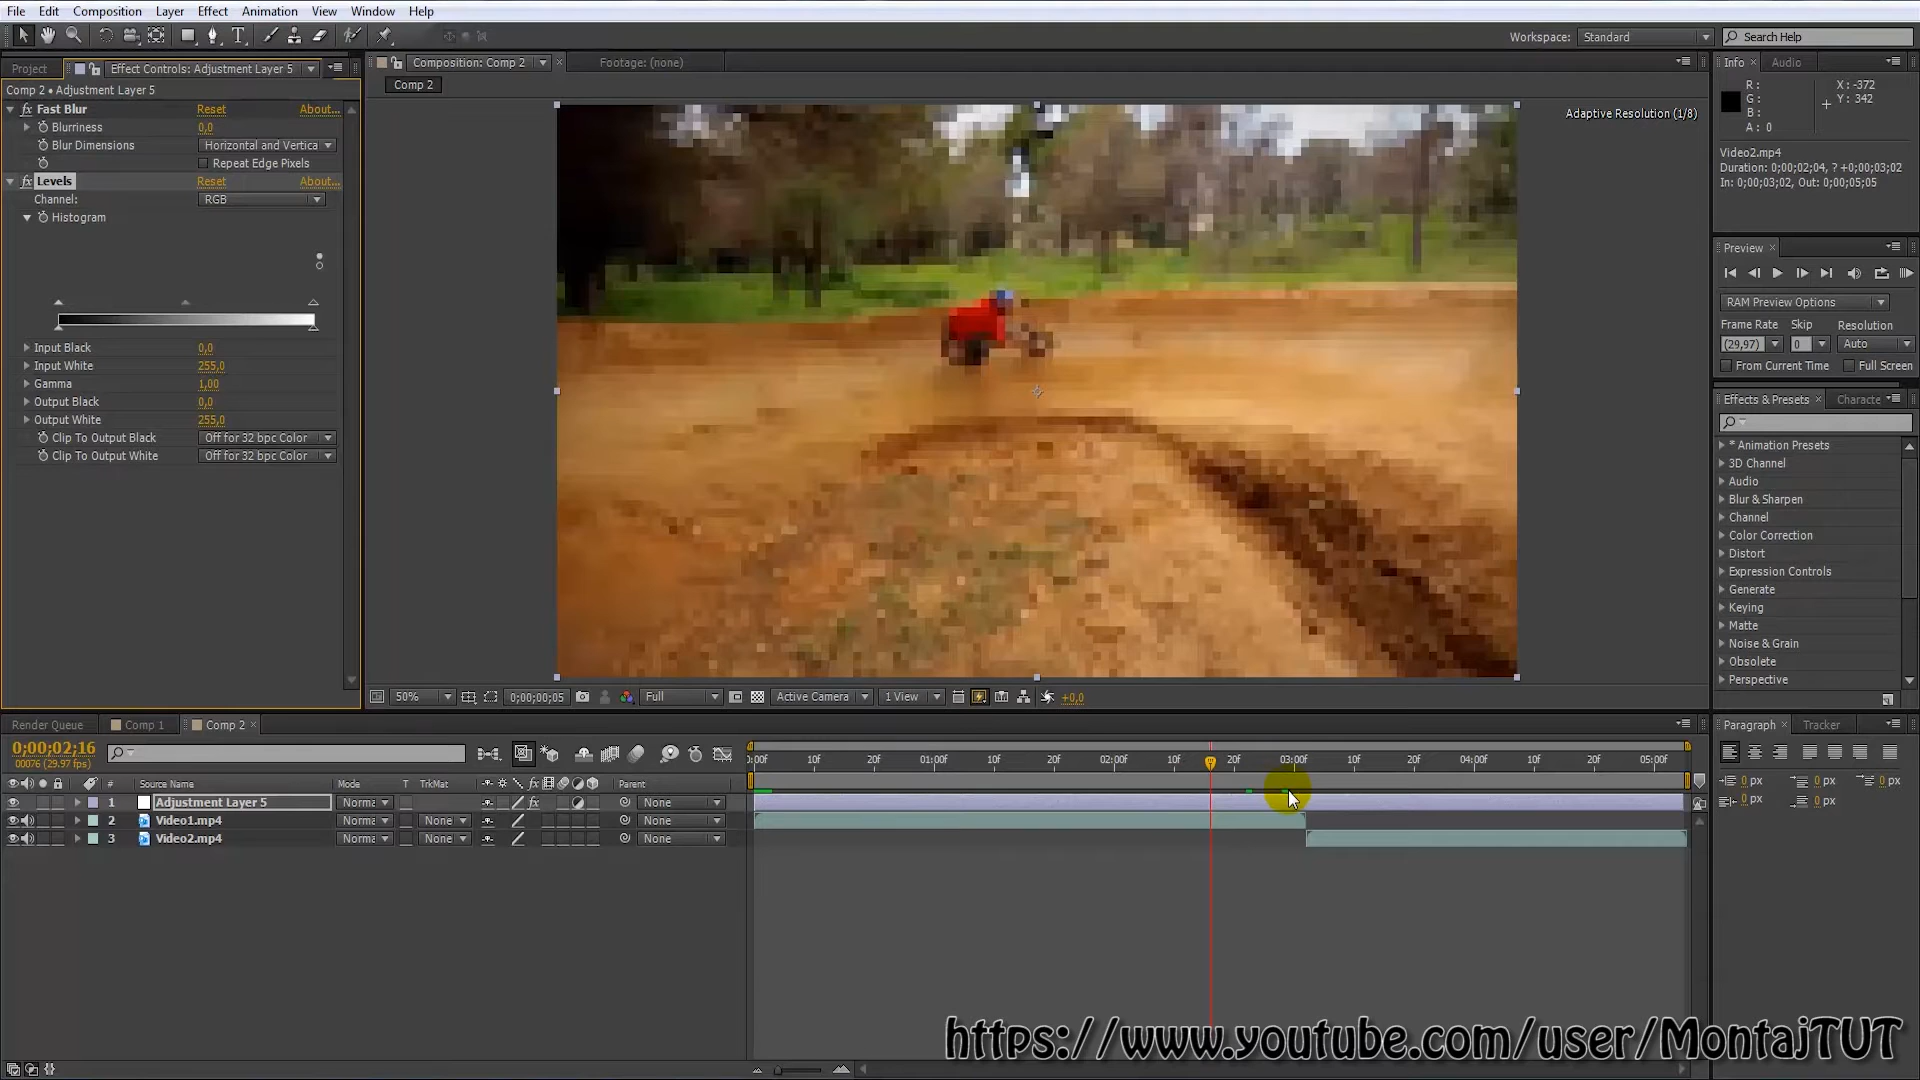 File Edit Composition Layer Effect Animation View Window Help
Workspace: Standard Search Help
Project Effect Controls: Adjustment Layer 5
Comp 2 • Adjustment Layer 5
fx Fast Blur Reset About...
Blurriness 0,0
Blur Dimensions Horizontal and Vertica
Repeat Edge Pixels
fx Levels Reset About...
Channel: RGB
Histogram
Input Black 0,0
Input White 255,0
Gamma 1,00
Output Black 0,0
Output White 255,0
Clip To Output Black Off for 32 bpc Color
Clip To Output White Off for 32 bpc Color
Composition: Comp 2 Footage: (none)
Comp 2
Adaptive Resolution (1/8)
50% 0;00;00;05 Full Active Camera 1 View +0,0
Info Audio
R: X: -372
G: Y: 342
B:
A: 0
Video2.mp4
Duration: 0;00;02;04, ? +0;00;03;02
In: 0;00;03;02, Out: 0;00;05;05
Preview
RAM Preview Options
Frame Rate Skip Resolution
(29,97) 0 Auto
From Current Time Full Screen
Effects & Presets Characte
* Animation Presets
3D Channel
Audio
Blur & Sharpen
Channel
Color Correction
Distort
Expression Controls
Generate
Keying
Matte
Noise & Grain
Obsolete
Perspective
Render Queue Comp 1 Comp 2
0;00;02;16
00076 (29.97 fps)
# Source Name Mode T TrkMat fx Parent
1 Adjustment Layer 5 Norma fx None
2 Video1.mp4 Norma None None
3 Video2.mp4 Norma None None
0:00f 10f 20f 01:00f 10f 20f 02:00f 10f 20f 03:00f 10f 20f 04:00f 10f 20f 05:00f
Paragraph Tracker
0 px 0 px 0 px
0 px 0 px
https://www.youtube.com/user/MontajTUT